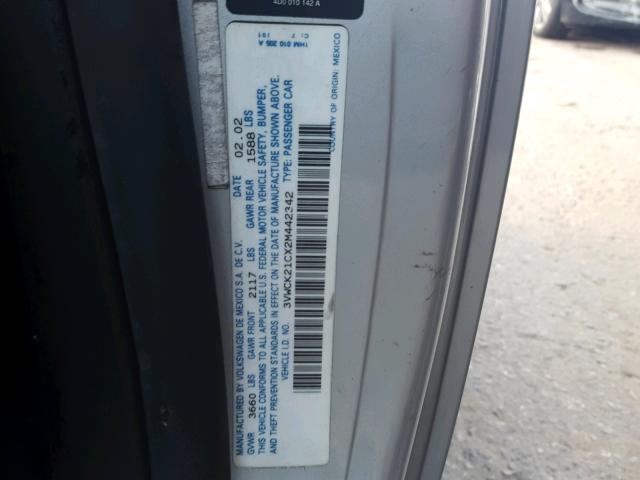 4D0 010 142 A
1HM 010 205 A
MANUFACTURED BY VOLKSWAGEN DE MEXICO S.A. DE C.V. DATE 02.02
GVWR 3660 LBS GAWR FRONT 2117 LBS GAWR REAR 1588 LBS
THIS VEHICLE CONFORMS TO ALL APPLICABLE U.S. FEDERAL MOTOR VEHICLE SAFETY, BUMPER,
AND THEFT PREVENTION STANDARDS IN EFFECT ON THE DATE OF MANUFACTURE SHOWN ABOVE.
VEHICLE I.D. NO. 3VWCK21CX2M442342 TYPE: PASSENGER CAR
COUNTRY OF ORIGIN: MEXICO